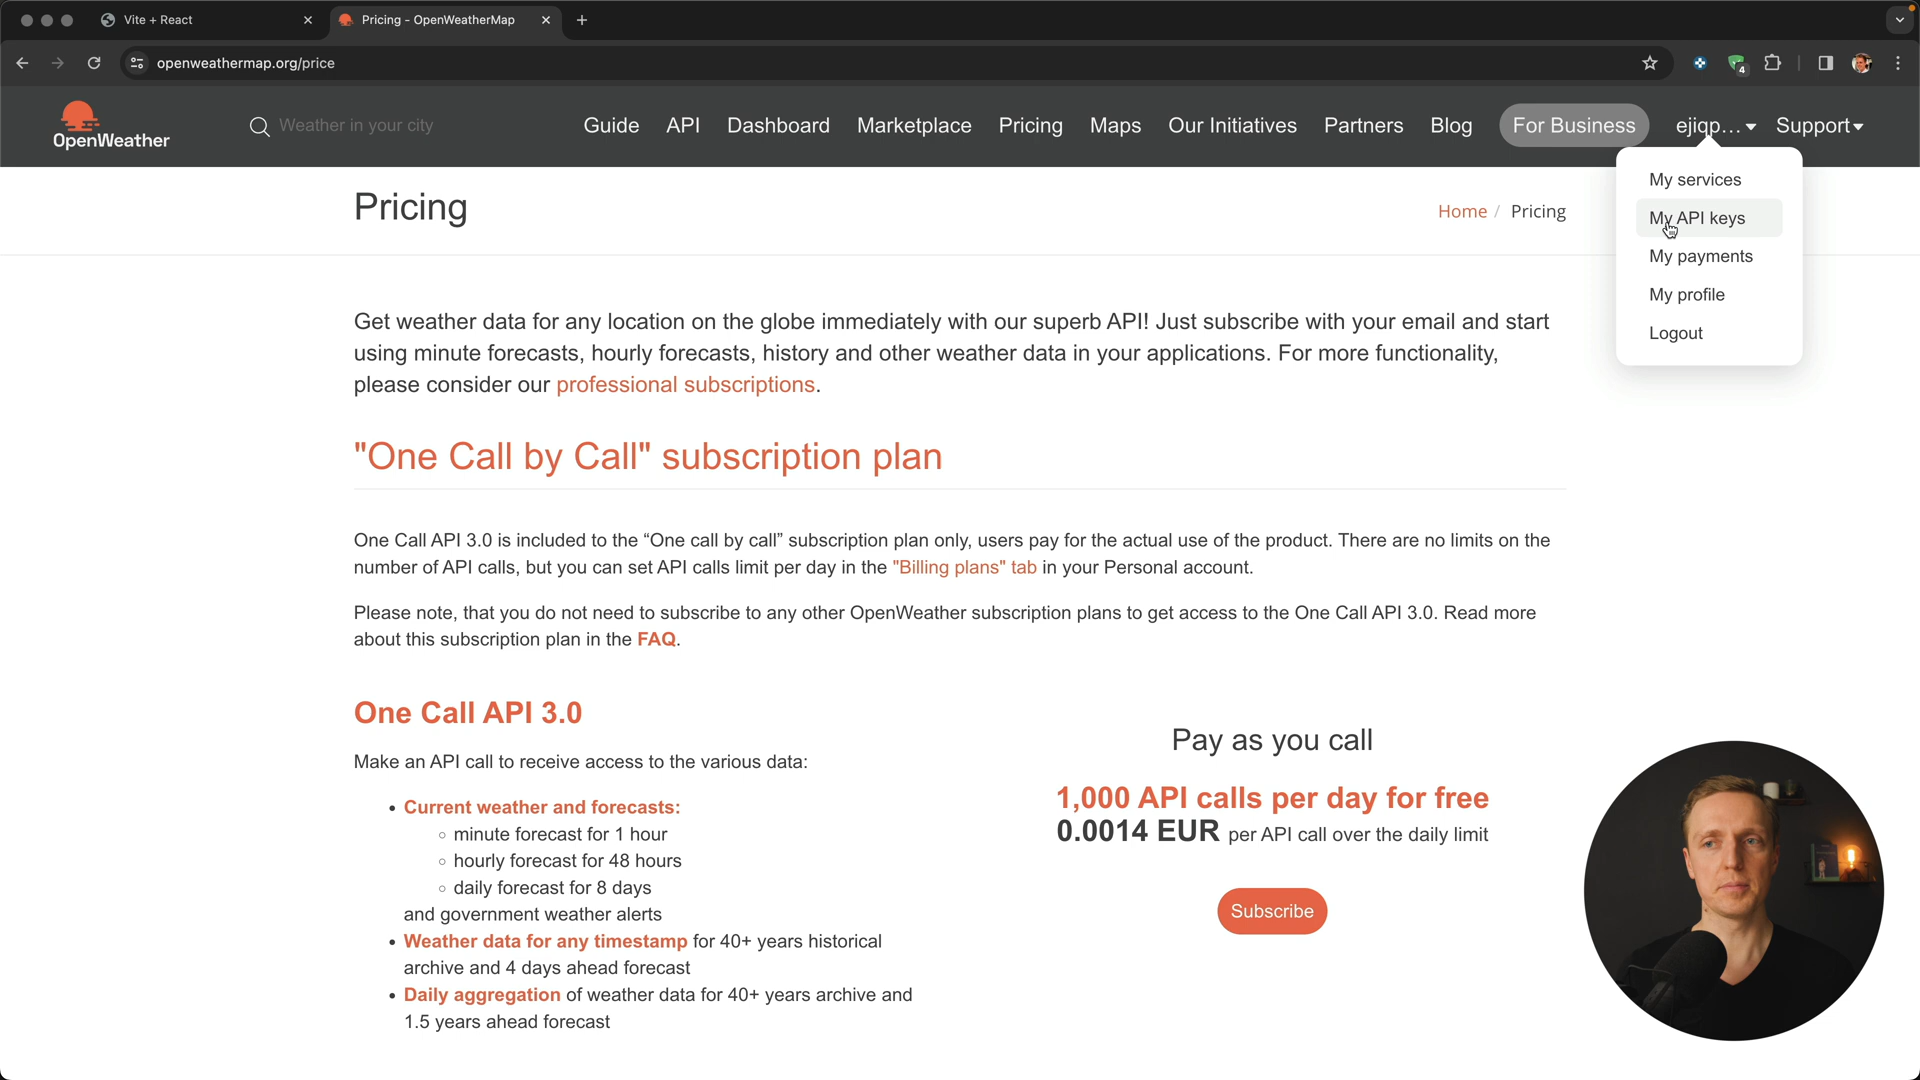 Vite + React
Pricing - OpenWeatherMap
openweathermap.org/price
4
OpenWeather
Weather in your city
Guide
API
Dashboard
Marketplace
Pricing
Maps
Our Initiatives
Partners
Blog
For Business
ejiqp...
Support
My services
My API keys
My payments
My profile
Logout
Pricing
Home / Pricing
Get weather data for any location on the globe immediately with our superb API! Just subscribe with your email and start
using minute forecasts, hourly forecasts, history and other weather data in your applications. For more functionality,
please consider our professional subscriptions.
"One Call by Call" subscription plan
One Call API 3.0 is included to the “One call by call” subscription plan only, users pay for the actual use of the product. There are no limits on the
number of API calls, but you can set API calls limit per day in the "Billing plans" tab in your Personal account.
Please note, that you do not need to subscribe to any other OpenWeather subscription plans to get access to the One Call API 3.0. Read more
about this subscription plan in the FAQ.
One Call API 3.0
Make an API call to receive access to the various data:
• Current weather and forecasts:
◦ minute forecast for 1 hour
◦ hourly forecast for 48 hours
◦ daily forecast for 8 days
and government weather alerts
• Weather data for any timestamp for 40+ years historical
archive and 4 days ahead forecast
• Daily aggregation of weather data for 40+ years archive and
1.5 years ahead forecast
Pay as you call
1,000 API calls per day for free
0.0014 EUR per API call over the daily limit
Subscribe